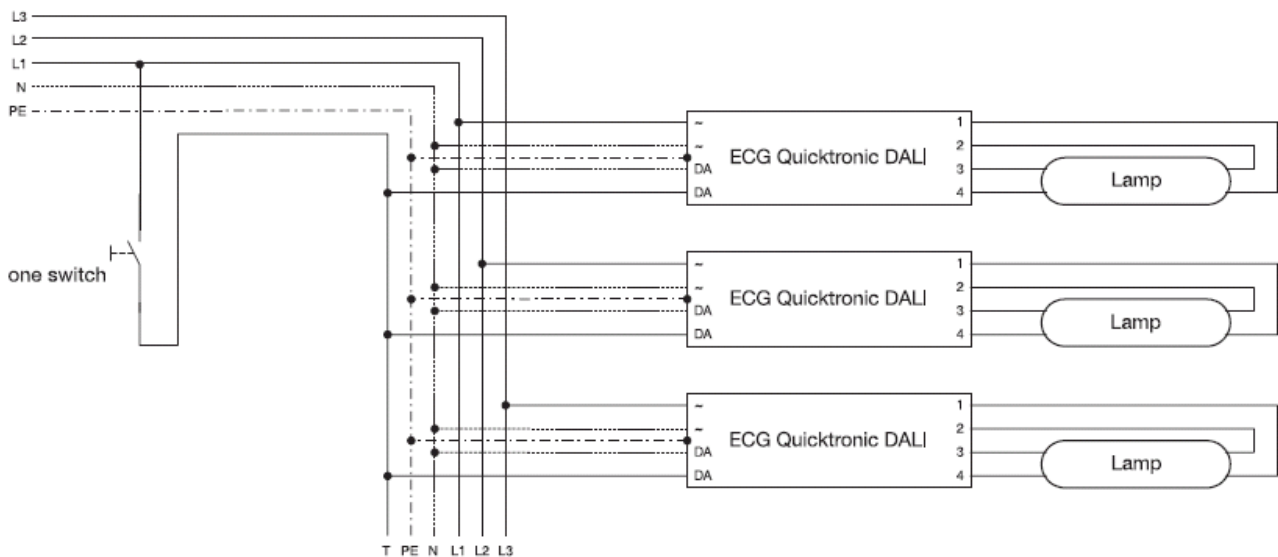 L3
L2
L1
N
PE
~ 1
~ 2
DA 3
DA 4
ECG Quicktronic DALI
Lamp
one switch
~ 1
~ 2
DA 3
DA 4
ECG Quicktronic DALI
Lamp
~ 1
~ 2
DA 3
DA 4
ECG Quicktronic DALI
Lamp
T PE N L1 L2 L3